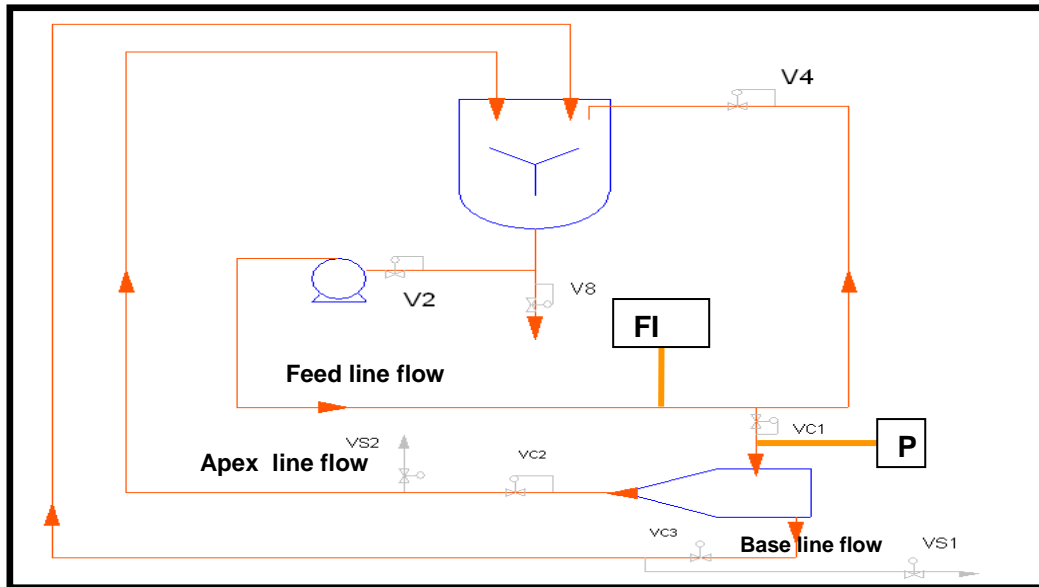 V4
V2
V8
FI
Feed line flow
VC1
P
VS2
Apex line flow
VC2
VC3
Base line flow
VS1